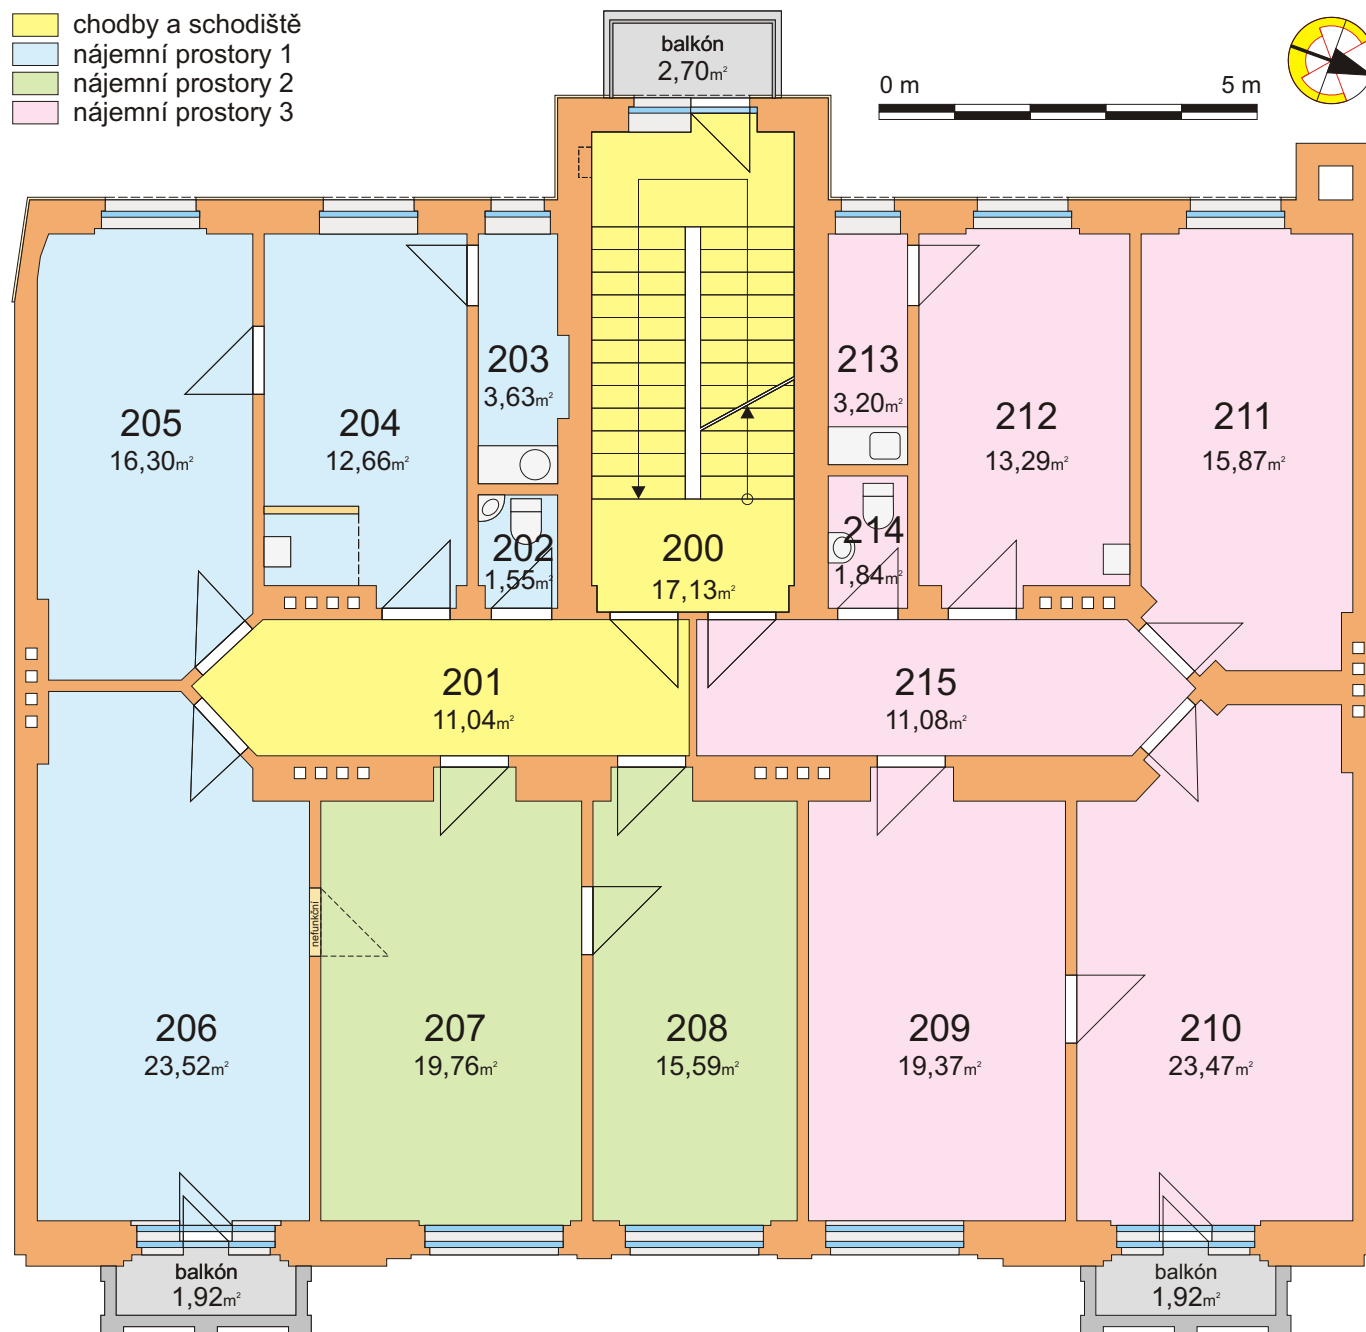 chodby a schodiště
nájemní prostory 1
nájemní prostory 2
nájemní prostory 3
balkón
2,70m²
0 m
5 m
205
16,30m²
204
12,66m²
203
3,63m²
202
1,55m²
200
17,13m²
213
3,20m²
214
1,84m²
212
13,29m²
211
15,87m²
201
11,04m²
215
11,08m²
nefunkční
206
23,52m²
207
19,76m²
208
15,59m²
209
19,37m²
210
23,47m²
balkón
1,92m²
balkón
1,92m²